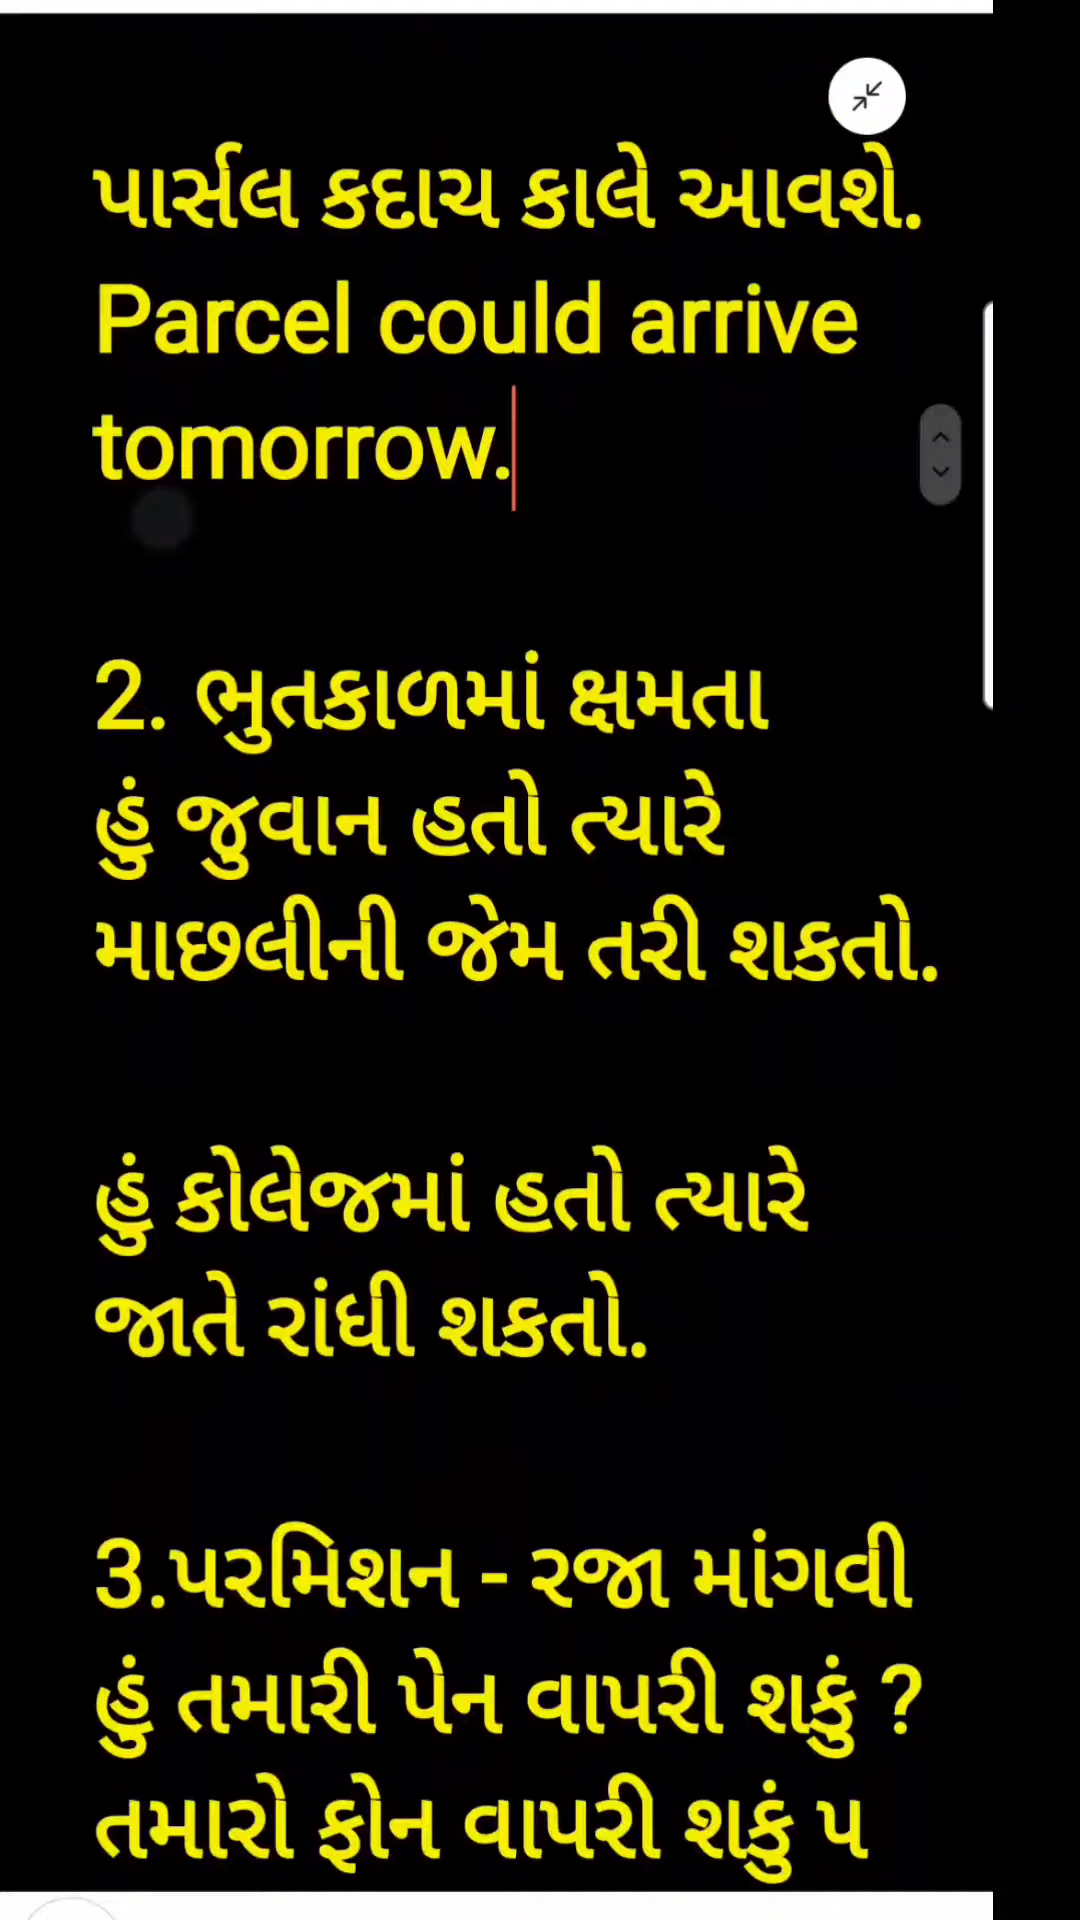 પાર્સલ કદાચ કાલે આવશે.
Parcel could arrive
tomorrow.
2. ભુતકાળમાં ક્ષમતા
હું જુવાન હતો ત્યારે
માછલીની જેમ તરી શકતો.
હું કોલેજમાં હતો ત્યારે
જાતે રાંધી શકતો.
3.પરમિશન - રજા માંગવી
હું તમારી પેન વાપરી શકું ?
તમારો ફોન વાપરી શકું પ